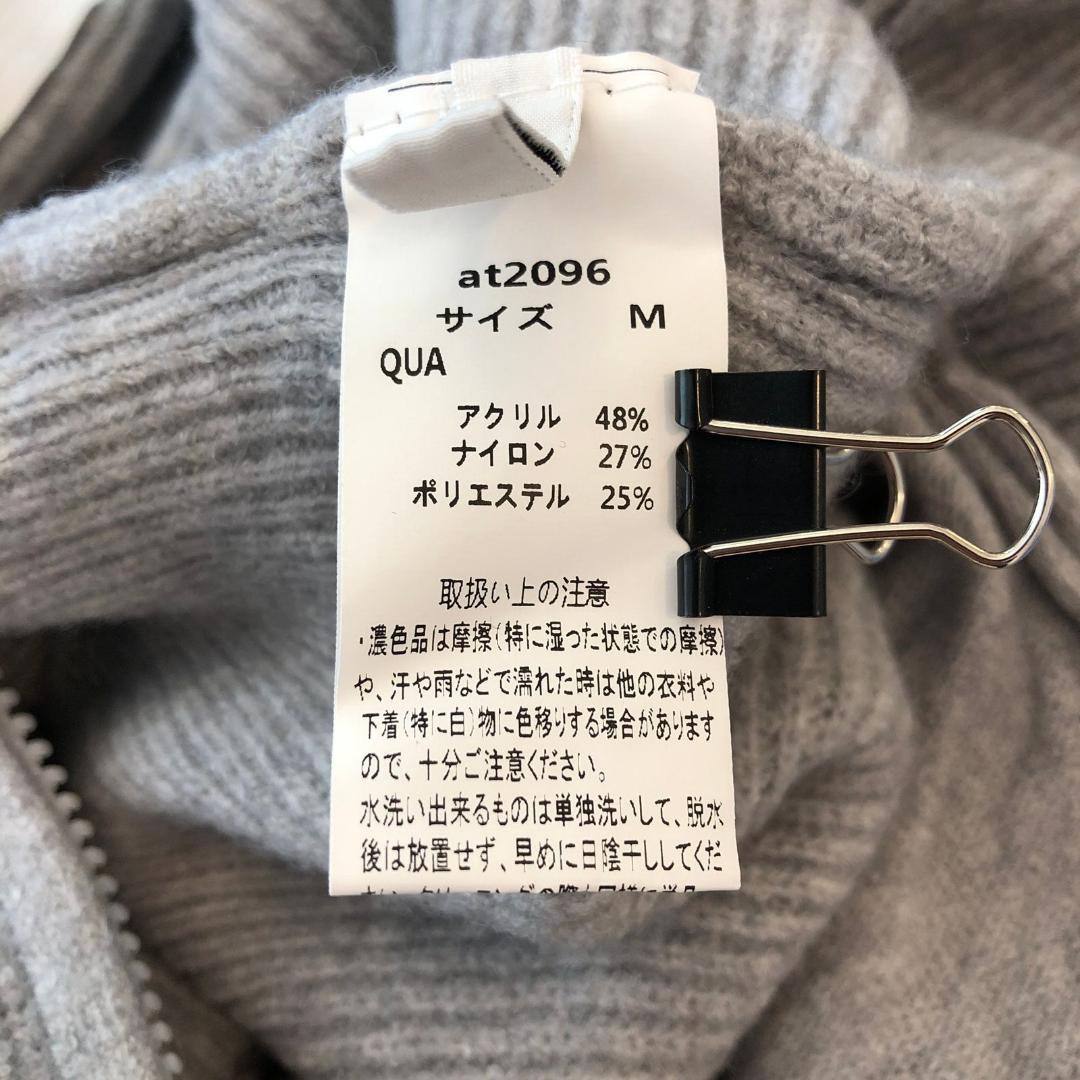 at2096
サイズ M
QUA
アクリル 48%
ナイロン 27%
ポリエステル 25%
取扱い上の注意
・濃色品は摩擦(特に湿った状態での摩擦)
や、汗や雨などで濡れた時は他の衣料や
下着(特に白)物に色移りする場合があります
ので、十分ご注意ください。
水洗い出来るものは単独洗いして、脱水
後は放置せず、早めに日陰干ししてくだ